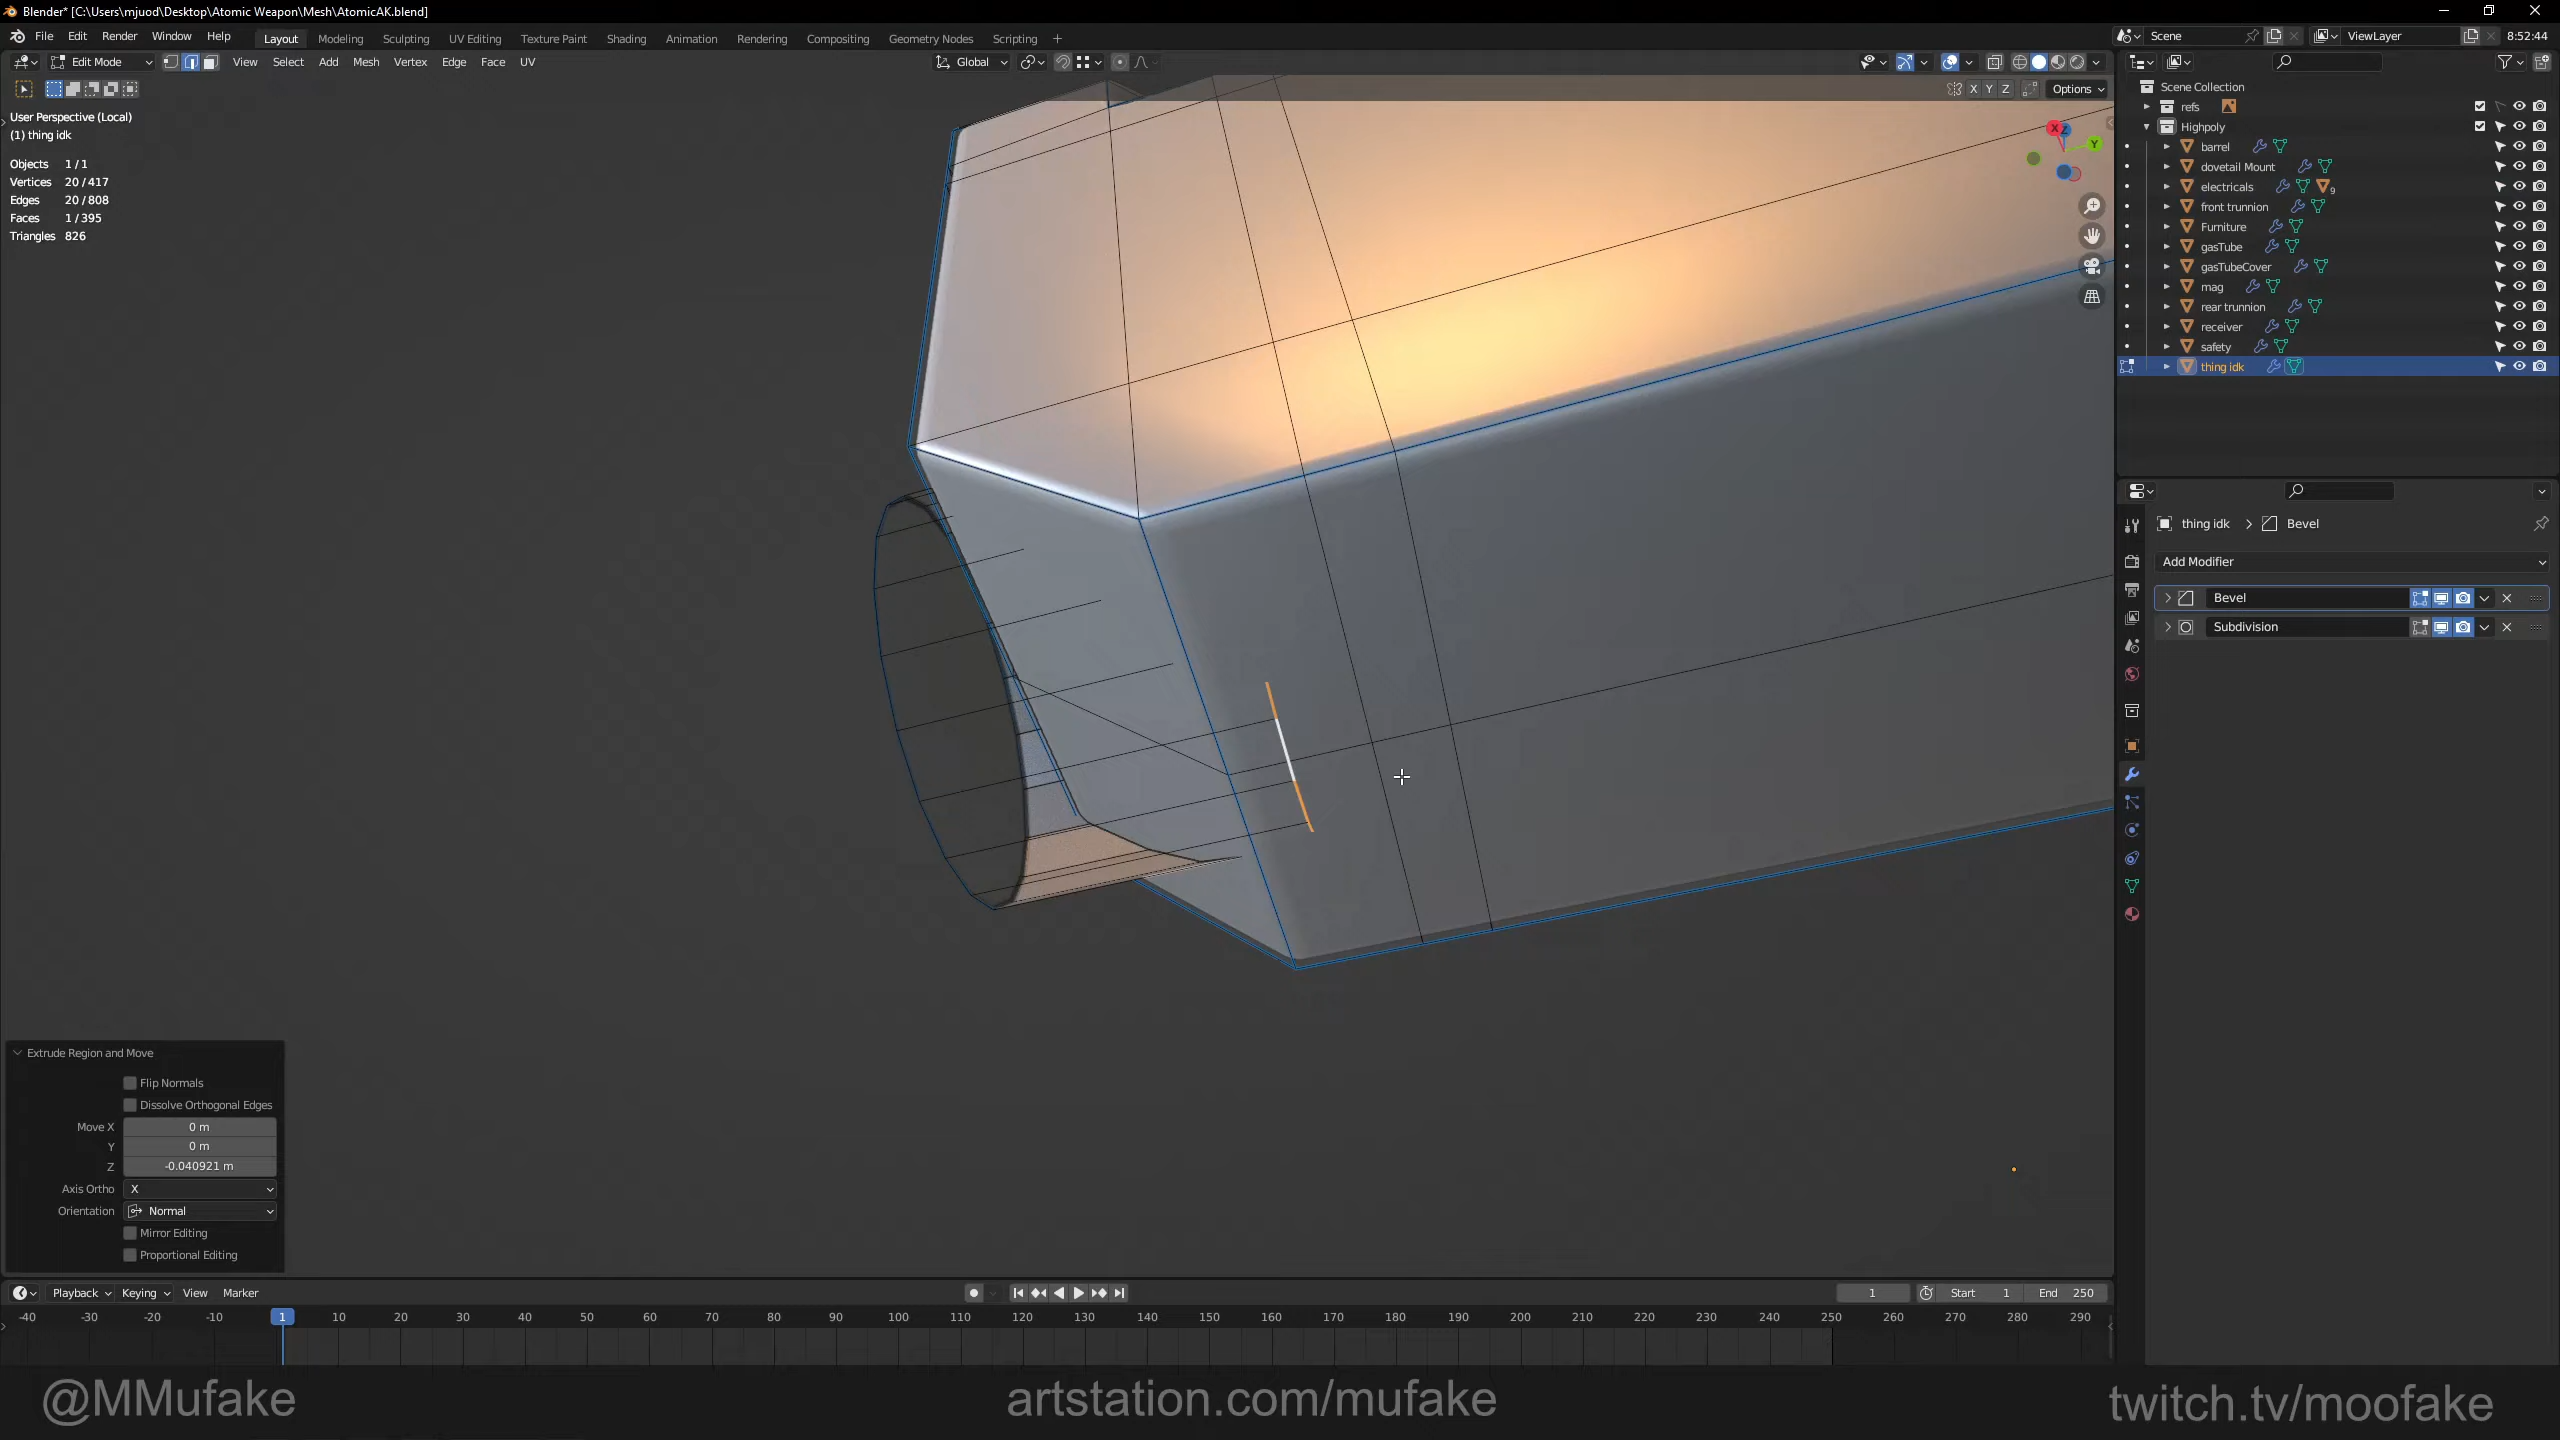 Blender* [C:\Users\mjuod\Desktop\Atomic Weapon\Mesh\AtomicAK.blend]
File Edit Render Window Help Layout Modeling Sculpting UV Editing Texture Paint Shading Animation Rendering Compositing Geometry Nodes Scripting + Scene ViewLayer 8:52:44
Edit Mode View Select Add Mesh Vertex Edge Face UV Global
X Y Z Options
User Perspective (Local)
(1) thing idk
Objects 1 / 1
Vertices 20 / 417
Edges 20 / 808
Faces 1 / 395
Triangles 826
X Z Y
Scene Collection
refs
Highpoly
barrel
dovetail Mount
electricals 9
front trunnion
Furniture
gasTube
gasTubeCover
mag
rear trunnion
receiver
safety
thing idk
thing idk > Bevel
Add Modifier
Bevel
Subdivision
Extrude Region and Move
Flip Normals
Dissolve Orthogonal Edges
Move X 0 m
Y 0 m
Z -0.040921 m
Axis Ortho X
Orientation Normal
Mirror Editing
Proportional Editing
Playback Keying View Marker 1 Start 1 End 250
-40 -30 -20 -10 1 10 20 30 40 50 60 70 80 90 100 110 120 130 140 150 160 170 180 190 200 210 220 230 240 250 260 270 280 290
@MMufake artstation.com/mufake twitch.tv/moofake